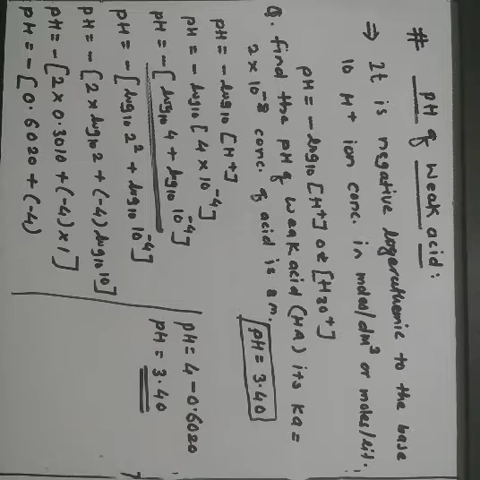 # pH of weak acid:
⇒ It is negative logerathemic to the base
10 H⁺ ion conc. in moles/dm³ or moles/lit.
pH = -log₁₀ [H⁺] or [H₃O⁺]
Q. find the pH of weak acid (HA) its Ka =
2×10⁻⁸ conc. of acid is 2 m.
pH = -log₁₀ [H⁺]
pH = 3.40
pH = -log₁₀ [4×10⁻⁴]
pH = -[log₁₀ 4 + log₁₀ 10⁻⁴]
pH = -[log₁₀ 2² + log₁₀ 10⁻⁴]
pH = -[2×log₁₀ 2 + (-4) log₁₀ 10]
pH = -[2×0.3010 + (-4)×1]
pH = -[0.6020 + (-4)
pH = 4-0.6020
pH = 3.40